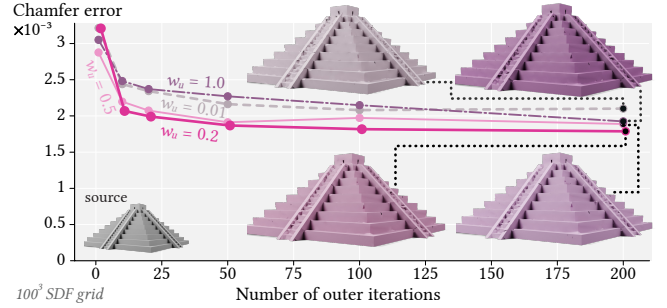 Chamfer error
×10⁻³
3
2.5
2
1.5
1
0.5
0
w_u = 1.0
w_u = 0.01
w_u = 0.5
w_u = 0.2
source
0 25 50 75 100 125 150 175 200
100³ SDF grid
Number of outer iterations